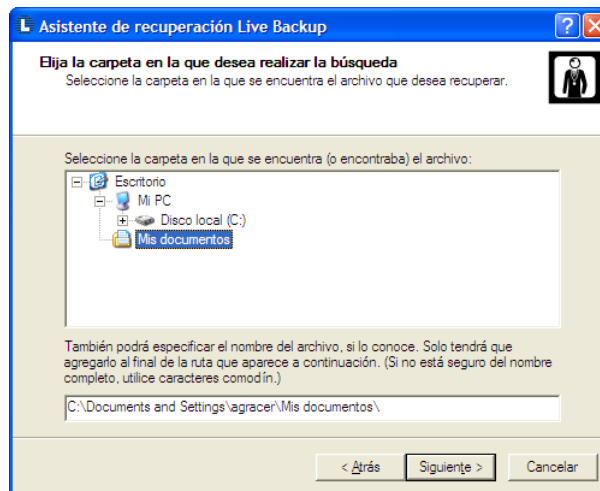 L Asistente de recuperación Live Backup
Elija la carpeta en la que desea realizar la búsqueda
Seleccione la carpeta en la que se encuentra el archivo que desea recuperar.
Seleccione la carpeta en la que se encuentra (o encontraba) el archivo:
Escritorio
Mi PC
Disco local (C:)
Mis documentos
También podrá especificar el nombre del archivo, si lo conoce. Solo tendrá que
agregarlo al final de la ruta que aparece a continuación. (Si no está seguro del nombre
completo, utilice caracteres comodín.)
C:\Documents and Settings\agracer\Mis documentos\
< Atrás Siguiente > Cancelar